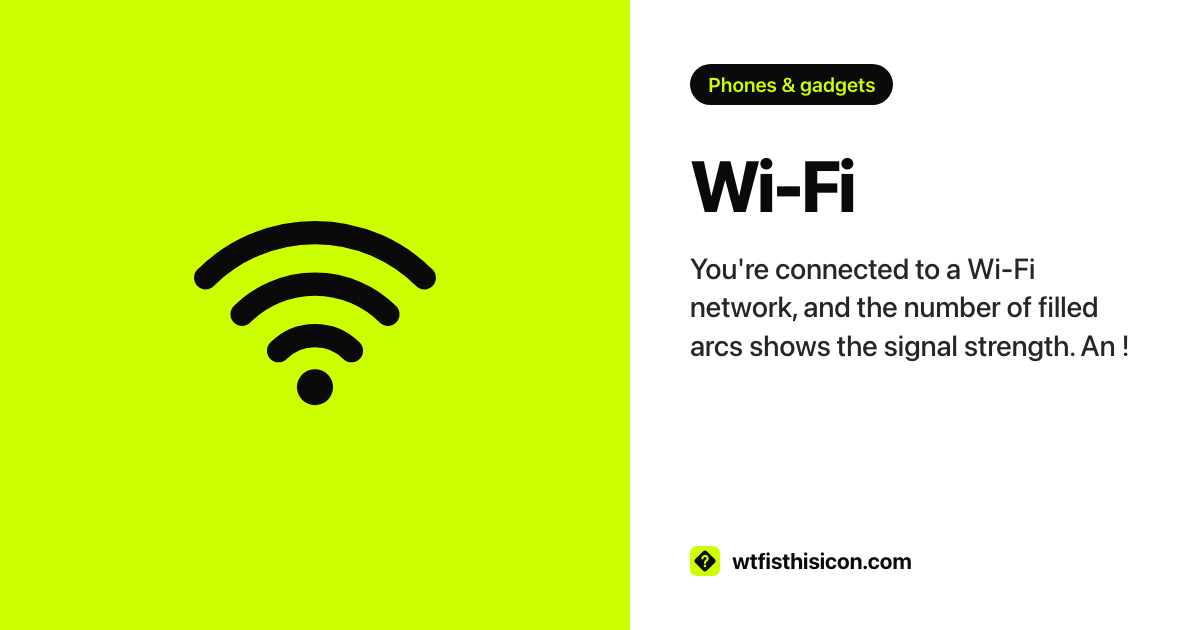 Phones & gadgets
Wi-Fi
You're connected to a Wi-Fi
network, and the number of filled
arcs shows the signal strength. An !
?
wtfisthisicon.com